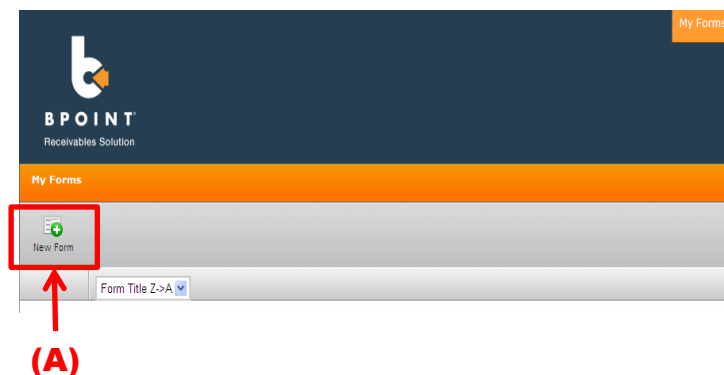 My Forms
BPOINT
Receivables Solution
My Forms
New Form
Form Title Z->A
(A)